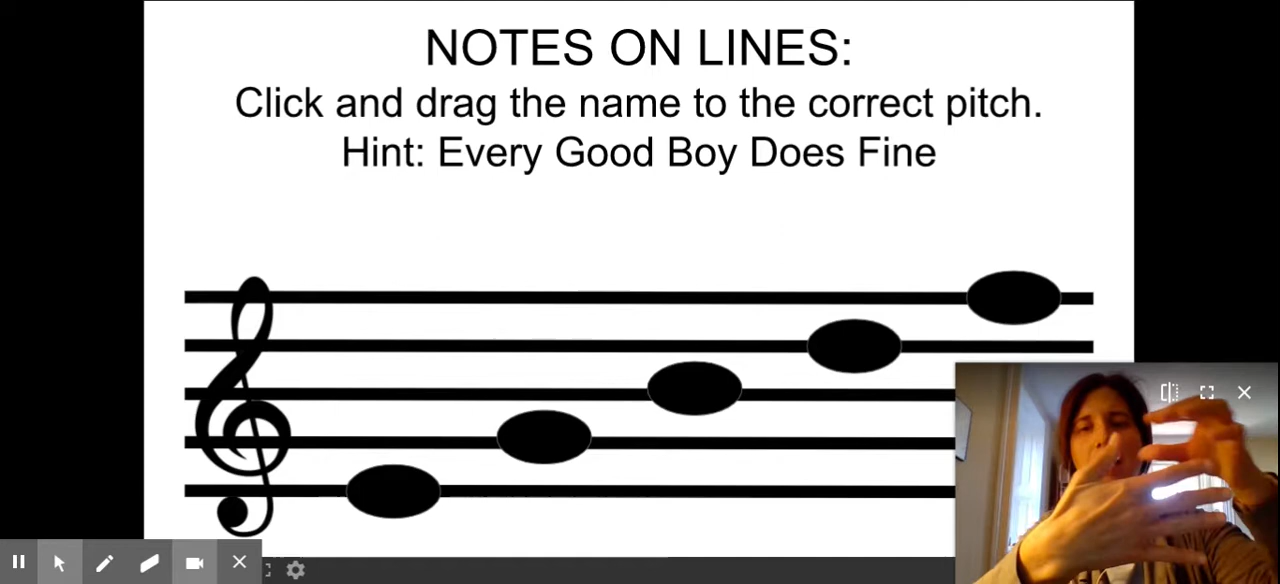 NOTES ON LINES:
Click and drag the name to the correct pitch.
Hint: Every Good Boy Does Fine